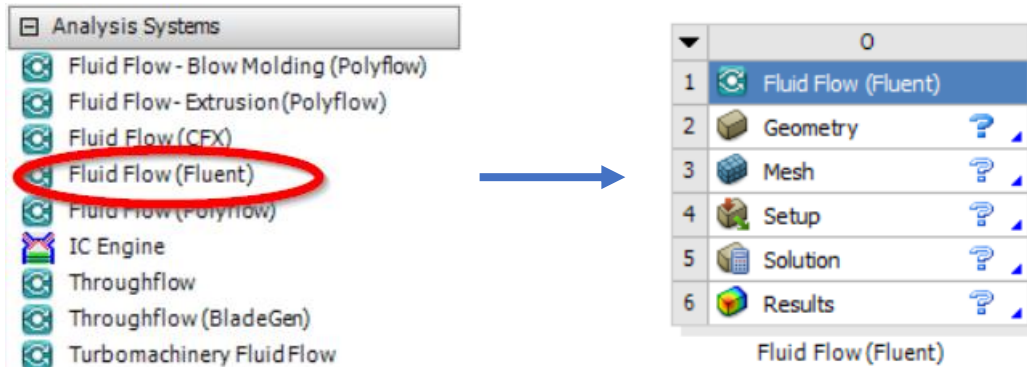 Analysis Systems
Fluid Flow - Blow Molding (Polyflow)
Fluid Flow - Extrusion (Polyflow)
Fluid Flow (CFX)
Fluid Flow (Fluent)
Fluid Flow (Polyflow)
IC Engine
Throughflow
Throughflow (BladeGen)
Turbomachinery Fluid Flow
O
1 Fluid Flow (Fluent)
2 Geometry ?
3 Mesh ?
4 Setup ?
5 Solution ?
6 Results ?
Fluid Flow (Fluent)